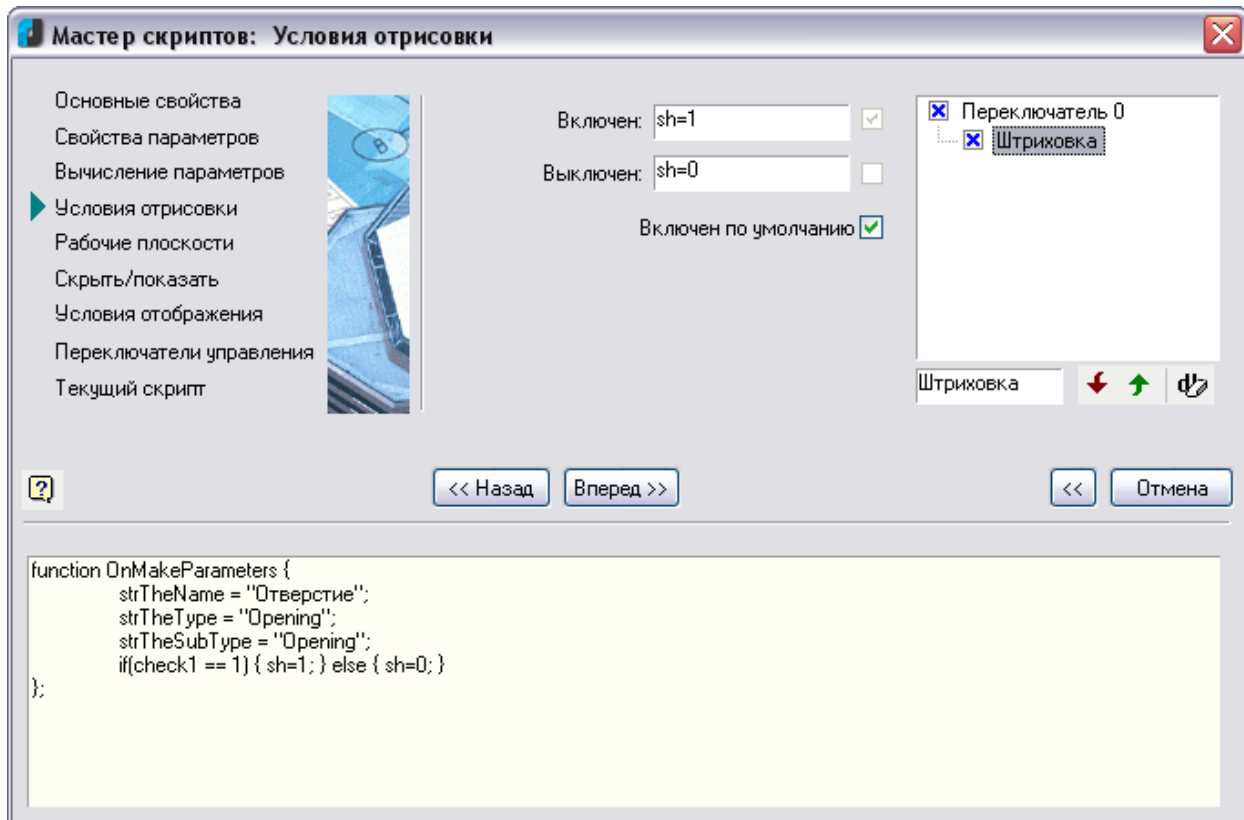 Мастер скриптов: Условия отрисовки
Основные свойства
Свойства параметров
Вычисление параметров
Условия отрисовки
Рабочие плоскости
Скрыть/показать
Условия отображения
Переключатели управления
Текущий скрипт
B
Включен: sh=1
Выключен: sh=0
Включен по умолчанию
Переключатель 0
Штриховка
Штриховка
<< Назад
Вперед >>
<<
Отмена
function OnMakeParameters {
strTheName = "Отверстие";
strTheType = "Opening";
strTheSubType = "Opening";
if(check1 == 1) { sh=1; } else { sh=0; }
};